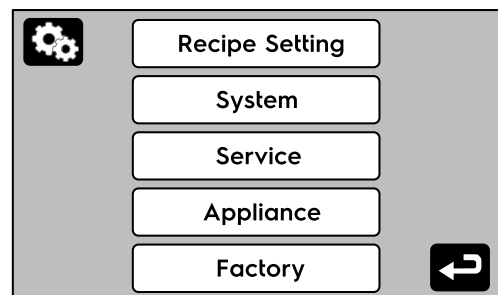 Recipe Setting
System
Service
Appliance
Factory